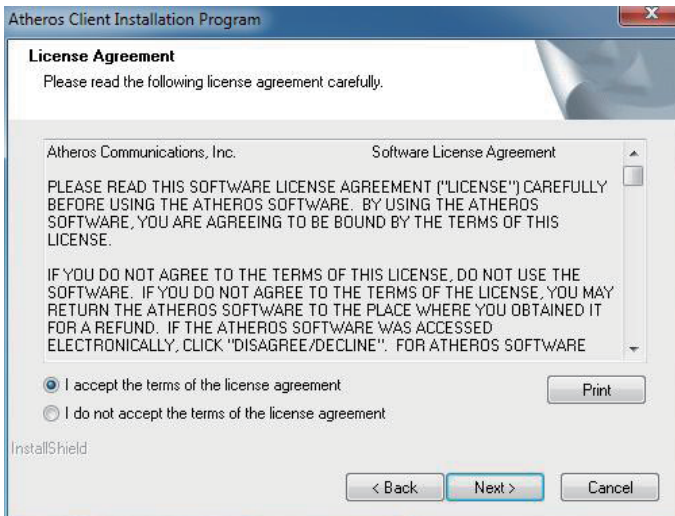 Atheros Client Installation Program
License Agreement
Please read the following license agreement carefully.
Atheros Communications, Inc. Software License Agreement
PLEASE READ THIS SOFTWARE LICENSE AGREEMENT ("LICENSE") CAREFULLY
BEFORE USING THE ATHEROS SOFTWARE. BY USING THE ATHEROS
SOFTWARE, YOU ARE AGREEING TO BE BOUND BY THE TERMS OF THIS
LICENSE.
IF YOU DO NOT AGREE TO THE TERMS OF THIS LICENSE, DO NOT USE THE
SOFTWARE. IF YOU DO NOT AGREE TO THE TERMS OF THE LICENSE, YOU MAY
RETURN THE ATHEROS SOFTWARE TO THE PLACE WHERE YOU OBTAINED IT
FOR A REFUND. IF THE ATHEROS SOFTWARE WAS ACCESSED
ELECTRONICALLY, CLICK "DISAGREE/DECLINE". FOR ATHEROS SOFTWARE
I accept the terms of the license agreement
Print
I do not accept the terms of the license agreement
InstallShield
< Back Next > Cancel